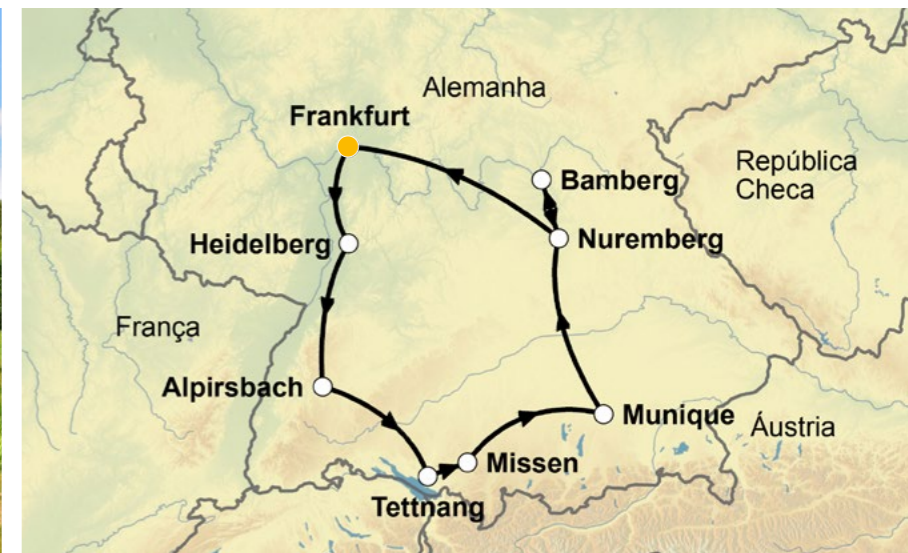 Alemanha
Frankfurt
Bamberg
República
Checa
Heidelberg
Nuremberg
França
Alpirsbach
Munique
Áustria
Missen
Tettnang